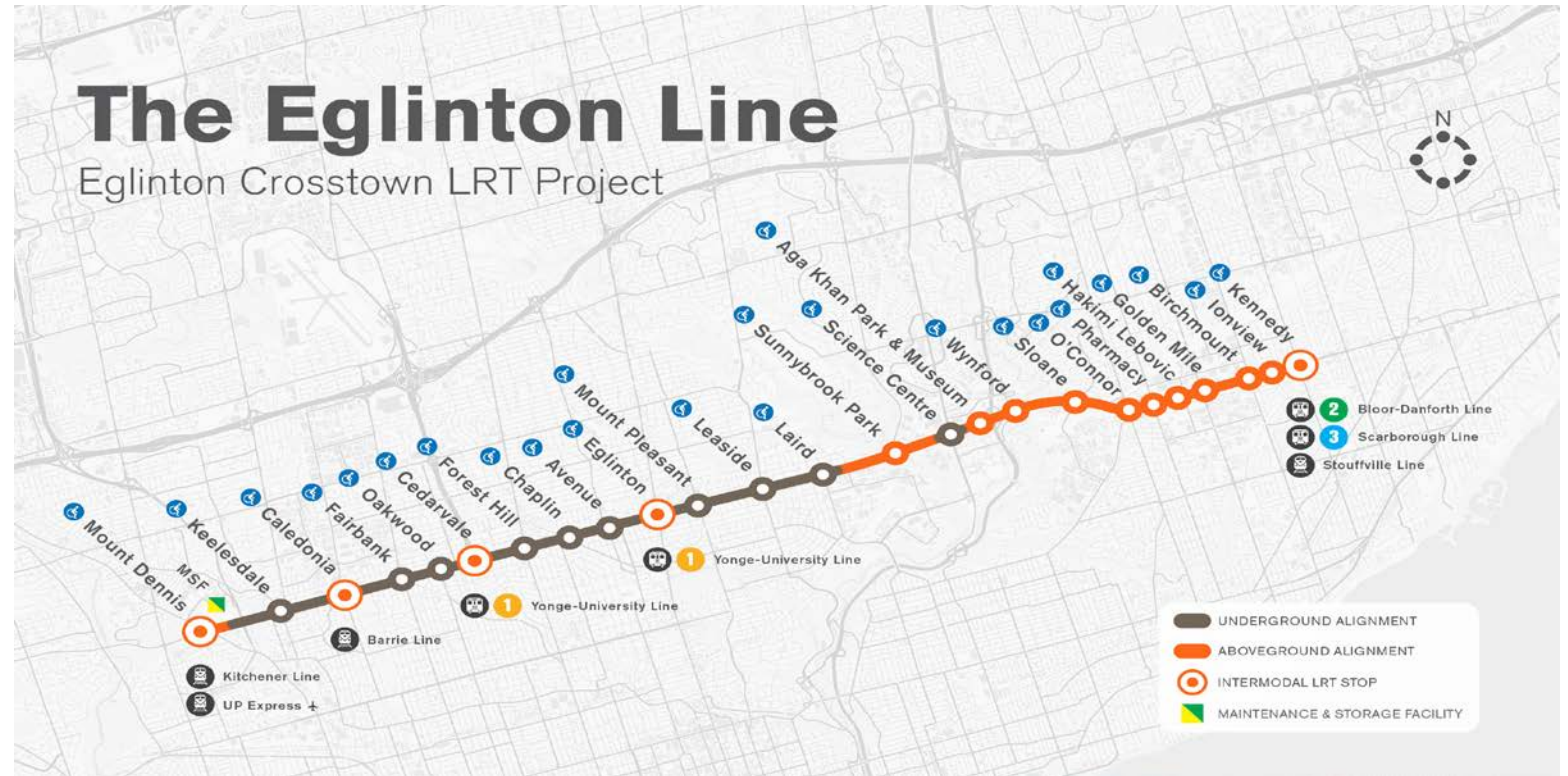 The Eglinton Line
Eglinton Crosstown LRT Project
N
Mount Dennis
MSF
Keelesdale
Caledonia
Fairbank
Oakwood
Cedarvale
Forest Hill
Chaplin
Avenue
Eglinton
Mount Pleasant
Leaside
Laird
Sunnybrook Park
Science Centre
Aga Khan Park & Museum
Wynford
Sloane
O'Connor
Pharmacy
Hakimi Lebovic
Golden Mile
Birchmount
Ionview
Kennedy
Kitchener Line
UP Express
Barrie Line
1 Yonge-University Line
1 Yonge-University Line
2 Bloor-Danforth Line
3 Scarborough Line
Stouffville Line
UNDERGROUND ALIGNMENT
ABOVEGROUND ALIGNMENT
INTERMODAL LRT STOP
MAINTENANCE & STORAGE FACILITY